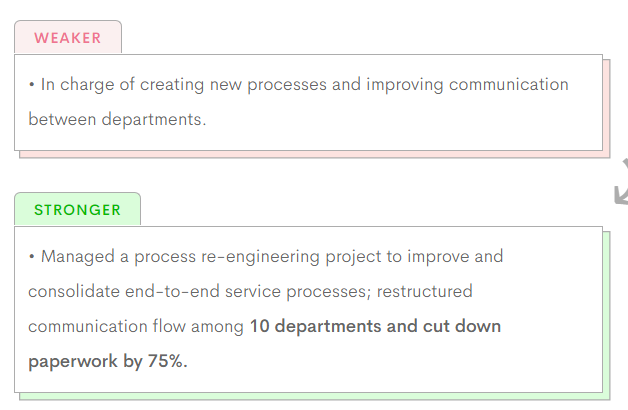 WEAKER
• In charge of creating new processes and improving communication
between departments.
STRONGER
• Managed a process re-engineering project to improve and
consolidate end-to-end service processes; restructured
communication flow among 10 departments and cut down
paperwork by 75%.